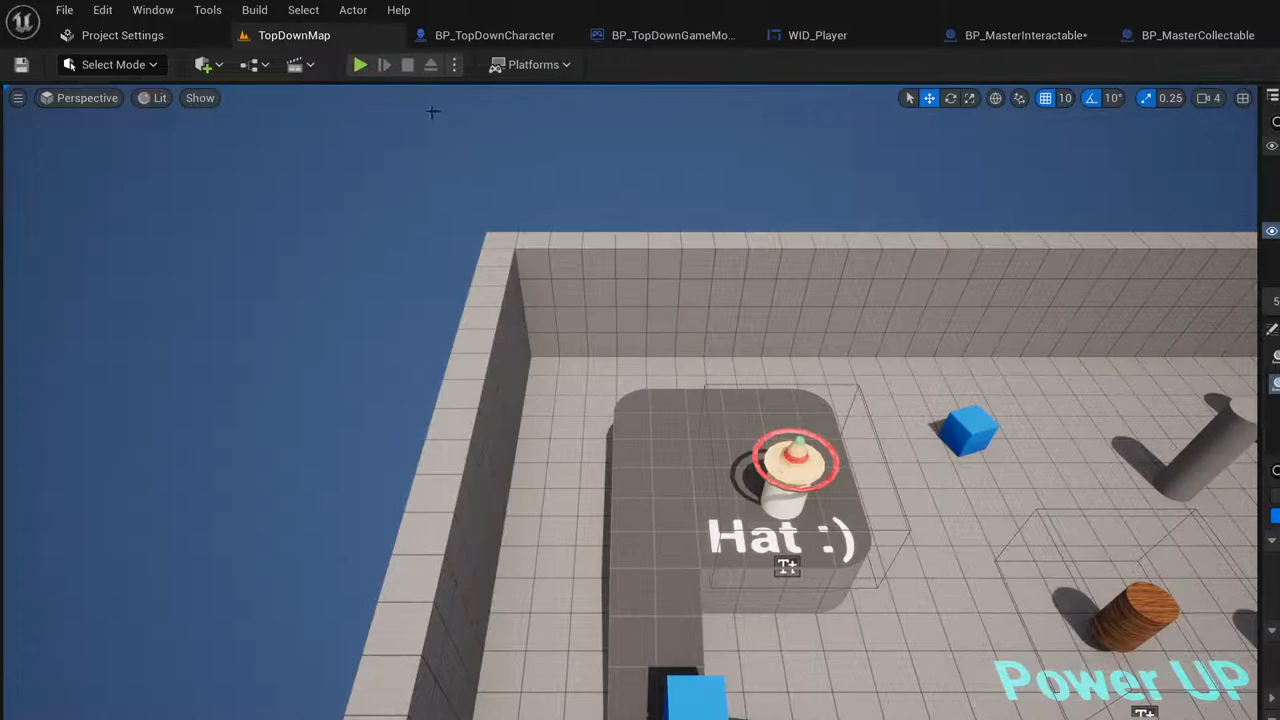 File Edit Window Tools Build Select Actor Help
Project Settings TopDownMap BP_TopDownCharacter BP_TopDownGameMo... WID_Player BP_MasterInteractable* BP_MasterCollectable
Select Mode Platforms
Perspective Lit Show 10 10° 0.25 4
5
Hat :)
T+
Power UP